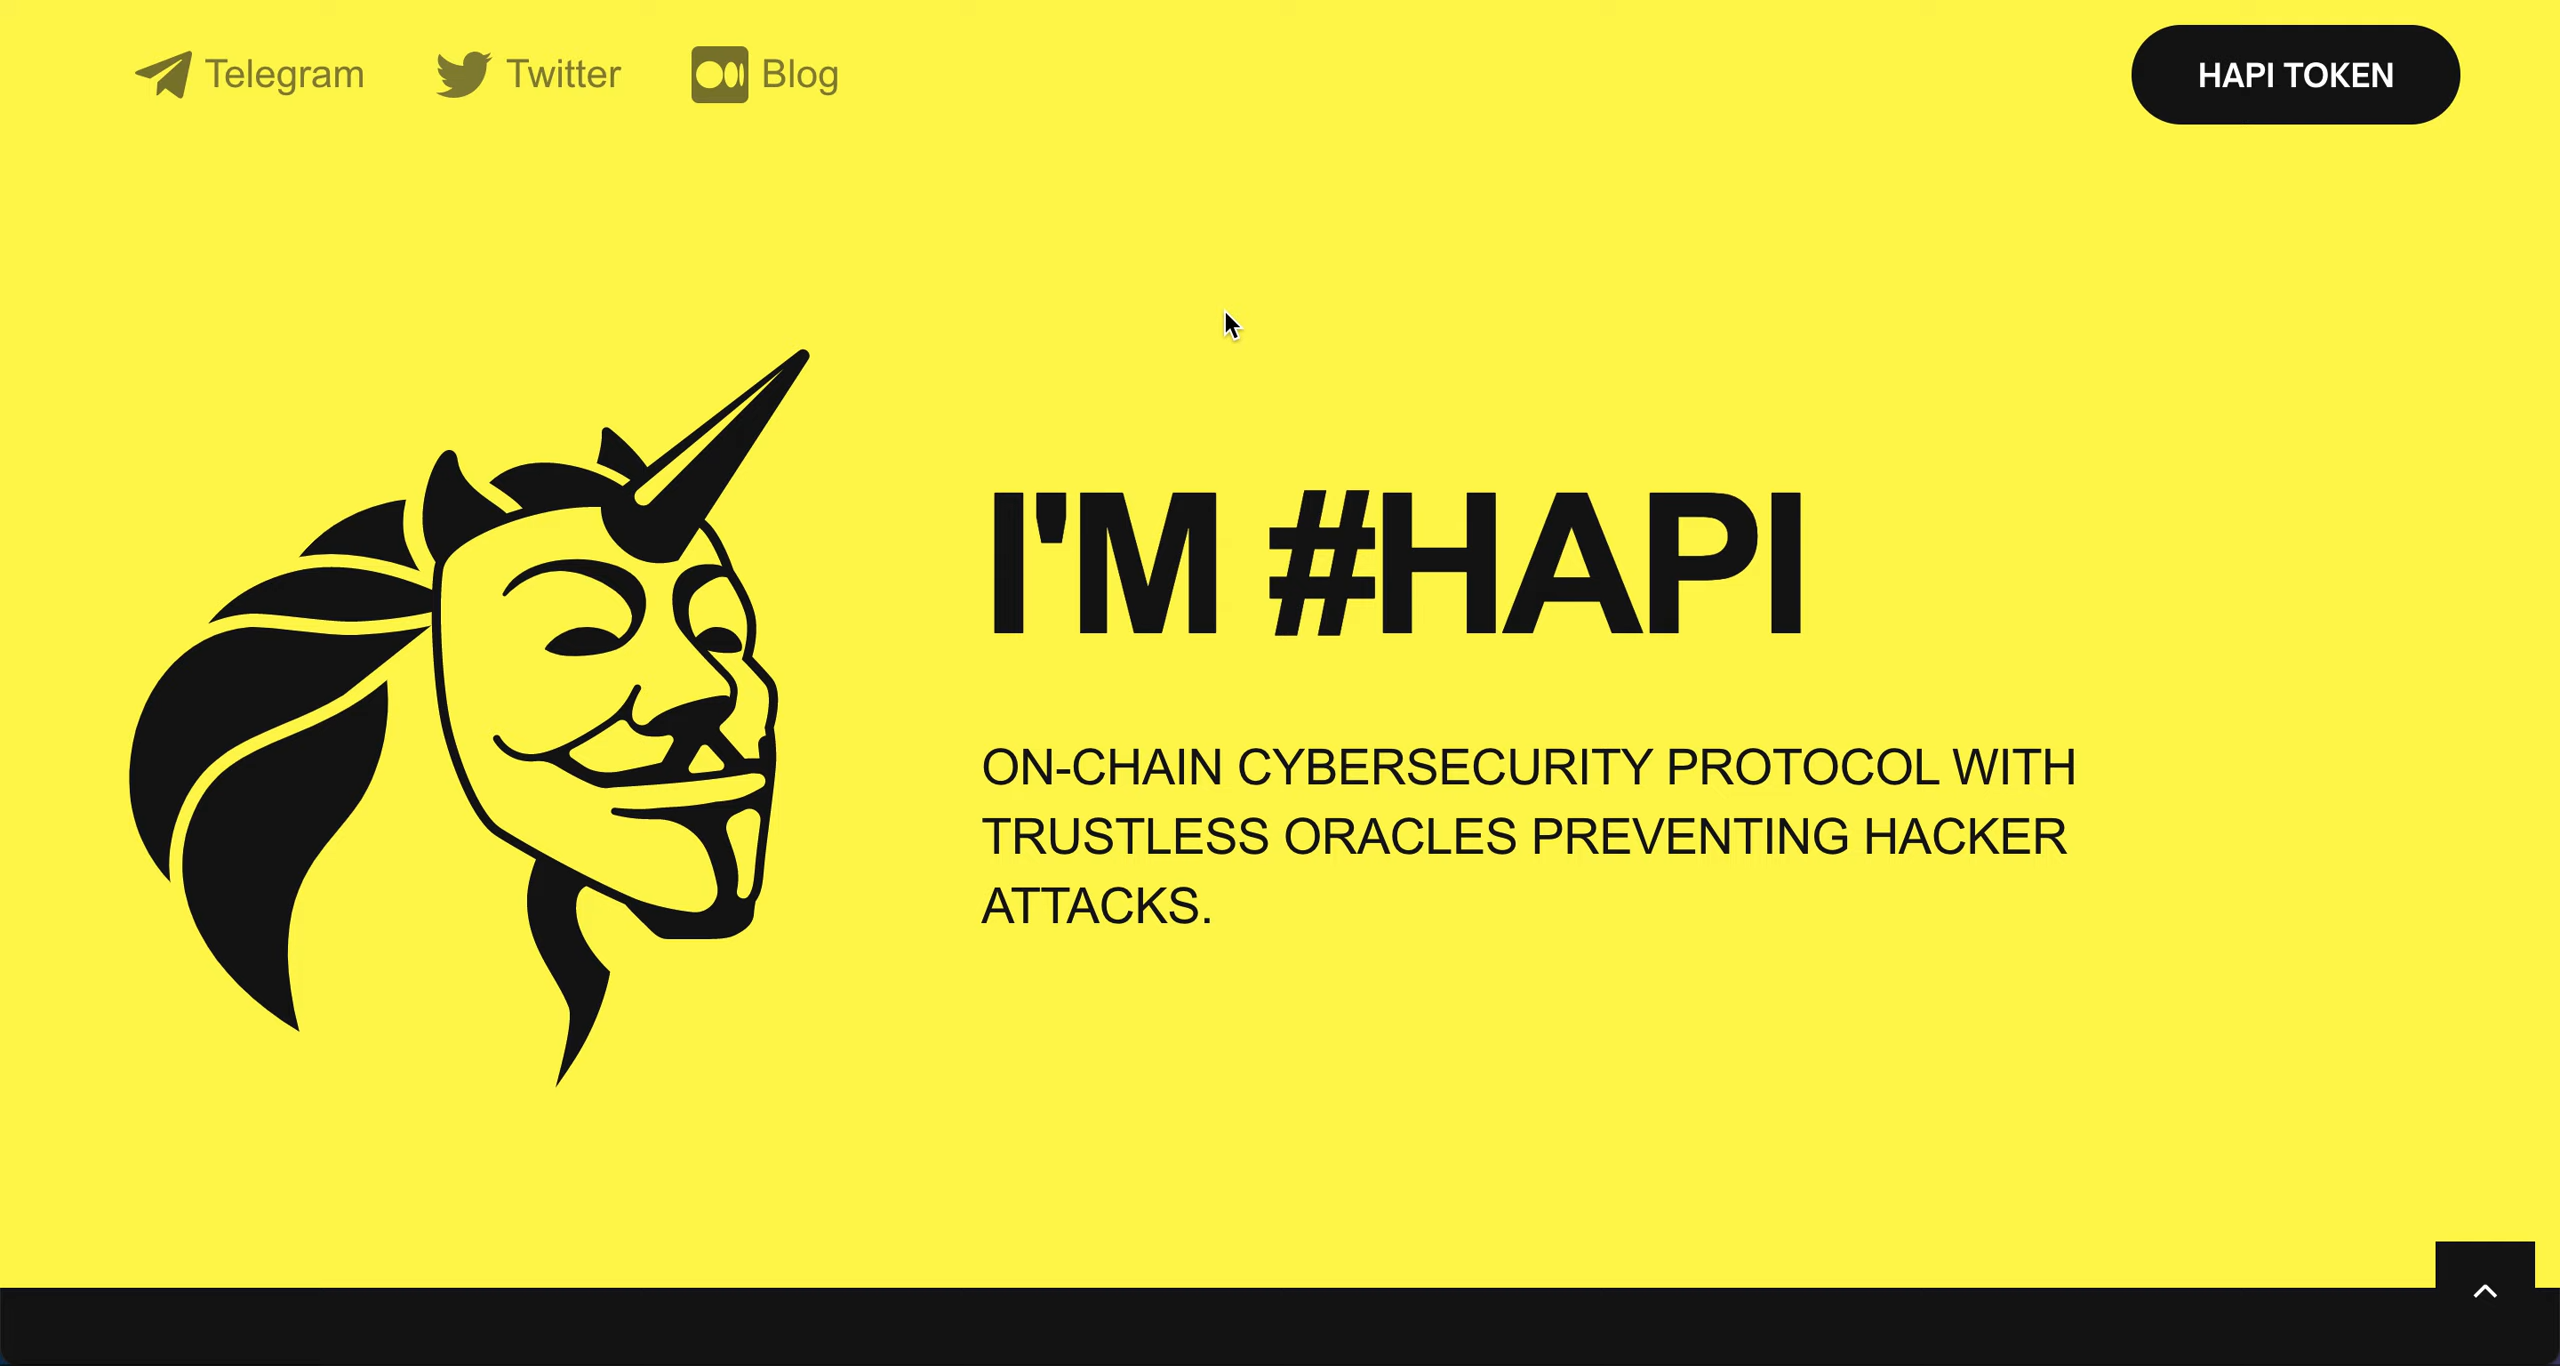 Telegram
Twitter
Blog
HAPI TOKEN
I'M #HAPI
ON-CHAIN CYBERSECURITY PROTOCOL WITH
TRUSTLESS ORACLES PREVENTING HACKER
ATTACKS.